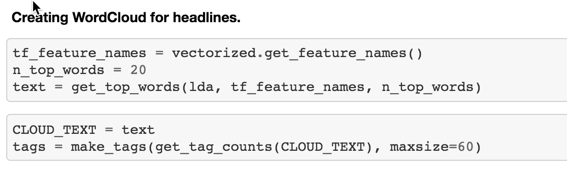 Creating WordCloud for headlines.
tf_feature_names = vectorized.get_feature_names()
n_top_words = 20
text = get_top_words(lda, tf_feature_names, n_top_words)
CLOUD_TEXT = text
tags = make_tags(get_tag_counts(CLOUD_TEXT), maxsize=60)